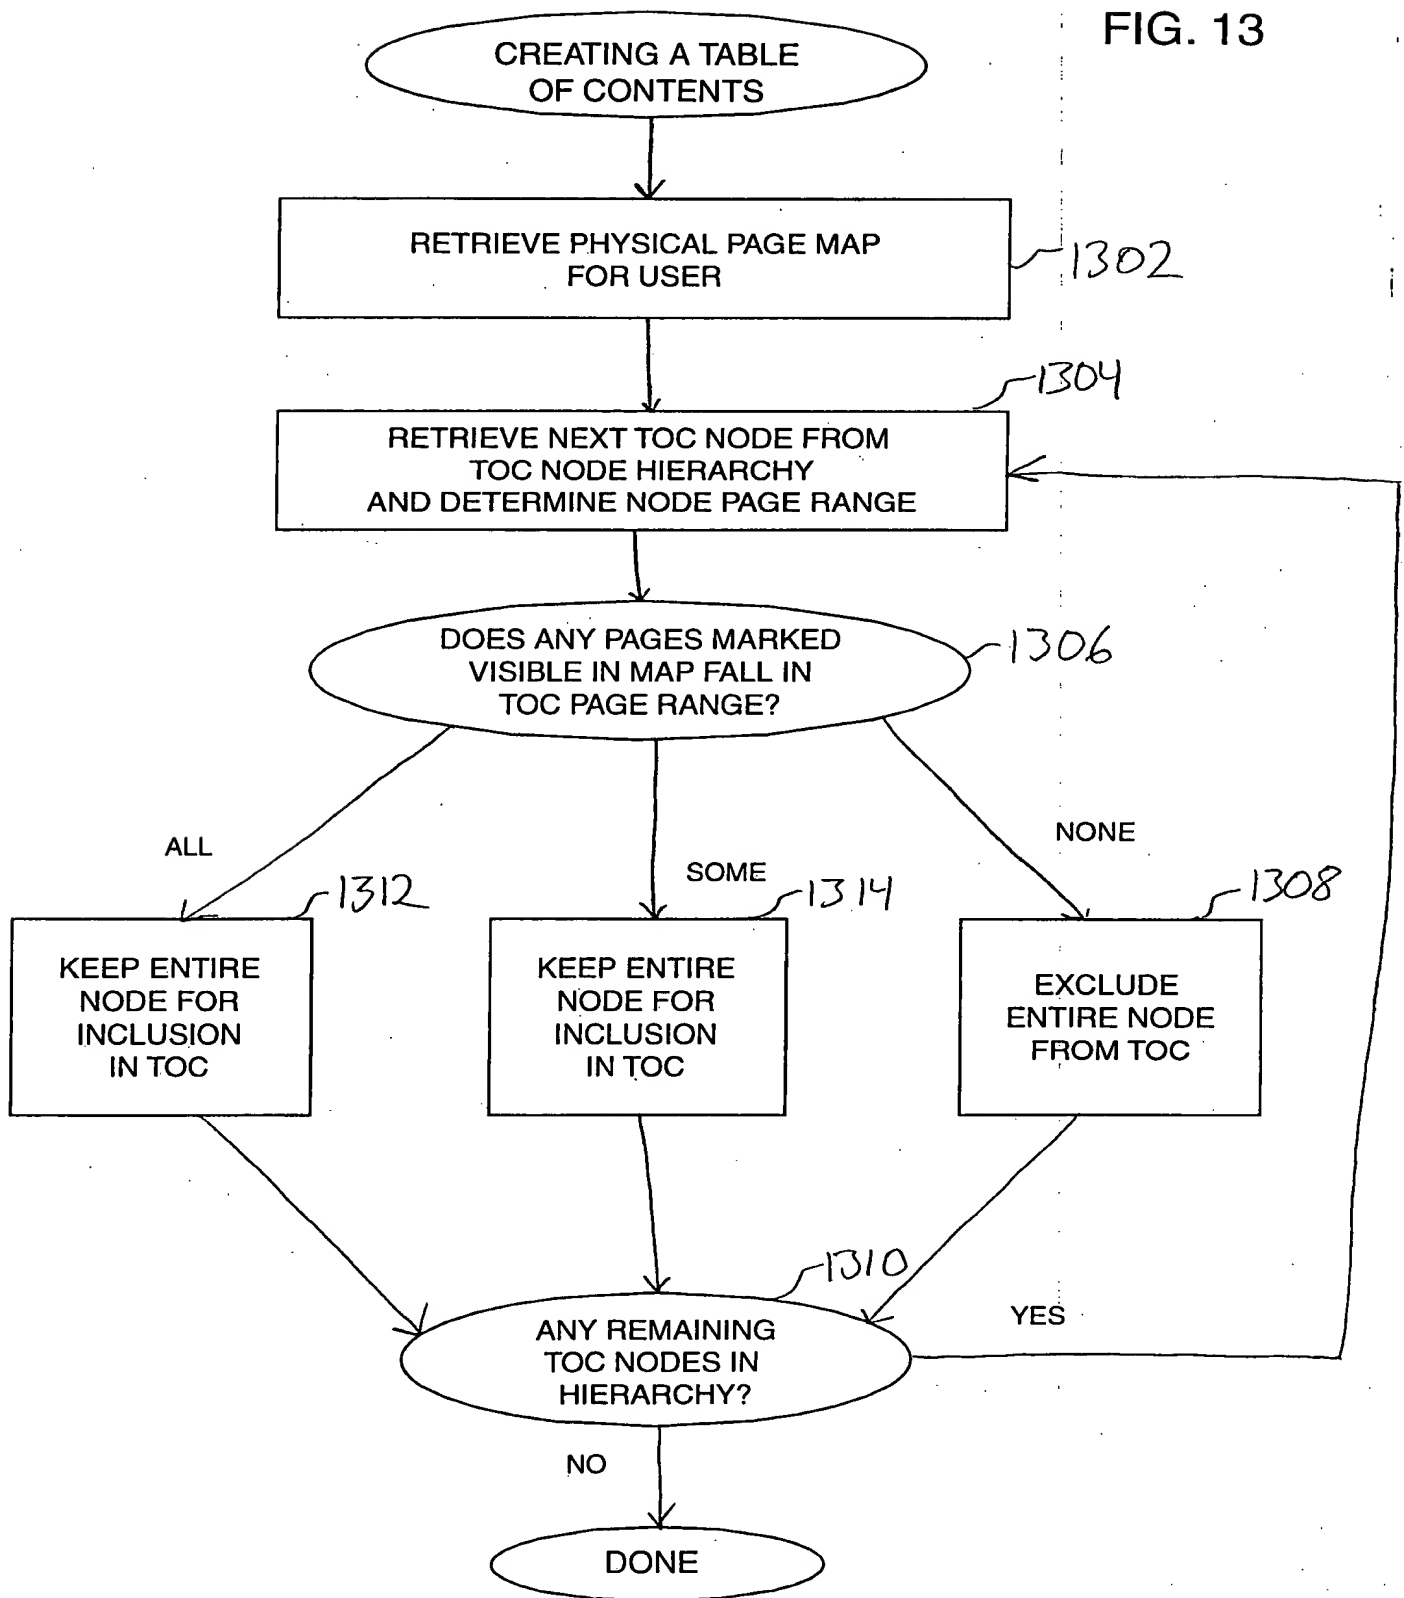 FIG. 13
CREATING A TABLE
OF CONTENTS
RETRIEVE PHYSICAL PAGE MAP
FOR USER
1302
1304
RETRIEVE NEXT TOC NODE FROM
TOC NODE HIERARCHY
AND DETERMINE NODE PAGE RANGE
DOES ANY PAGES MARKED
VISIBLE IN MAP FALL IN
TOC PAGE RANGE?
1306
ALL
SOME
NONE
1312
1314
1308
KEEP ENTIRE
NODE FOR
INCLUSION
IN TOC
KEEP ENTIRE
NODE FOR
INCLUSION
IN TOC
EXCLUDE
ENTIRE NODE
FROM TOC
1310
ANY REMAINING
TOC NODES IN
HIERARCHY?
YES
NO
DONE